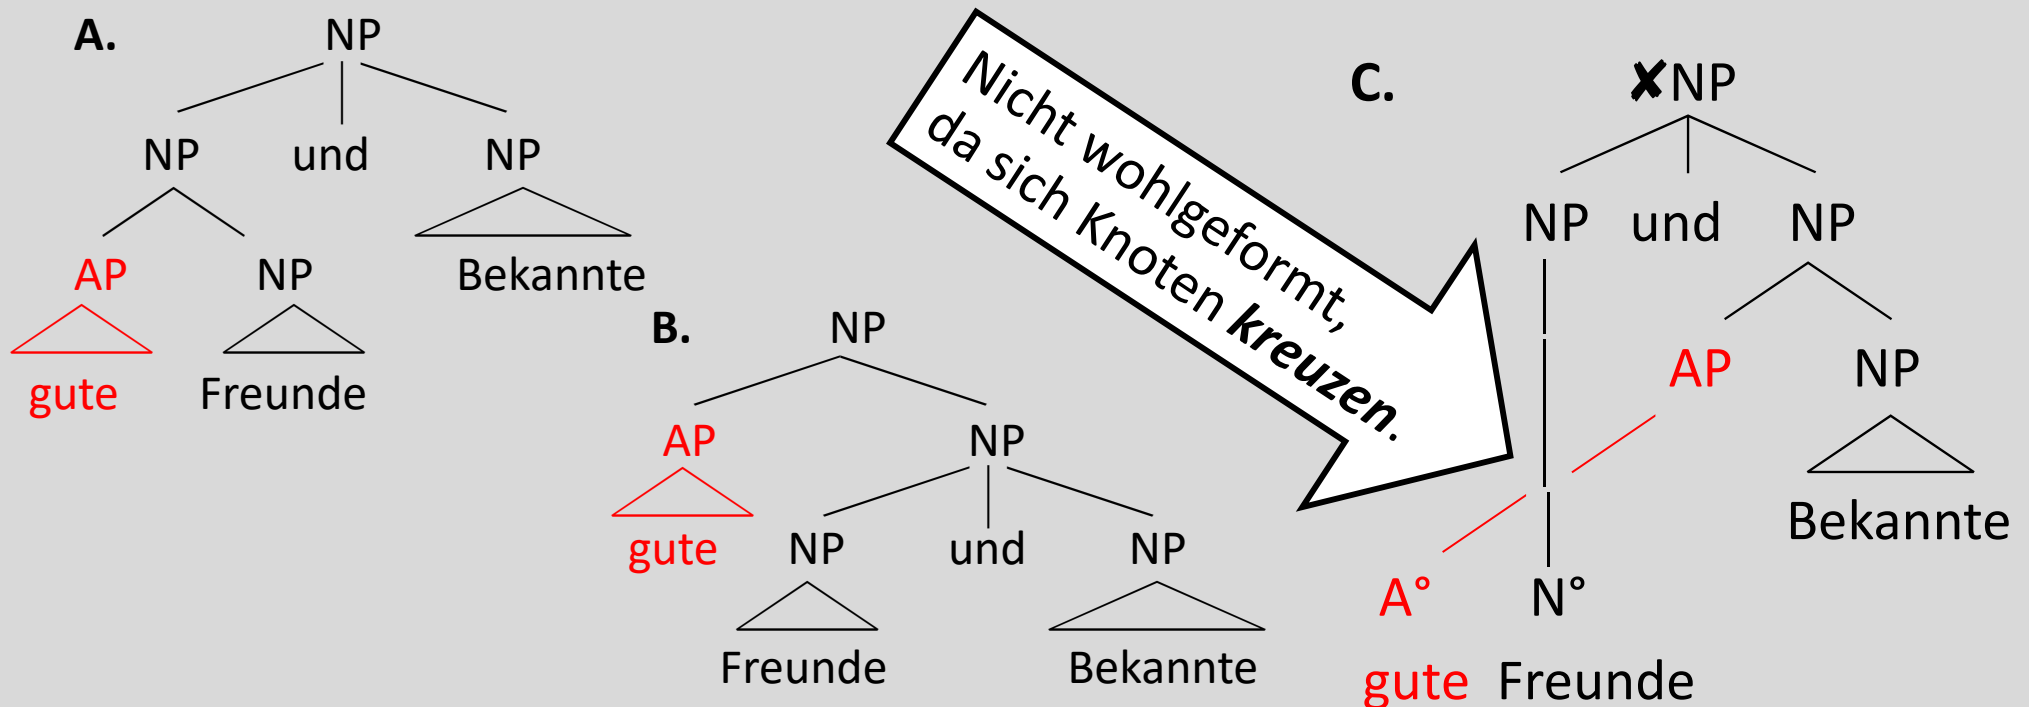 A.
NP
NP und NP
AP NP Bekannte
gute Freunde
B.
NP
AP NP
gute NP und NP
Freunde Bekannte
Nicht wohlgeformt,
da sich Knoten kreuzen.
C.
✘NP
NP und NP
AP NP
Bekannte
A° N°
gute Freunde